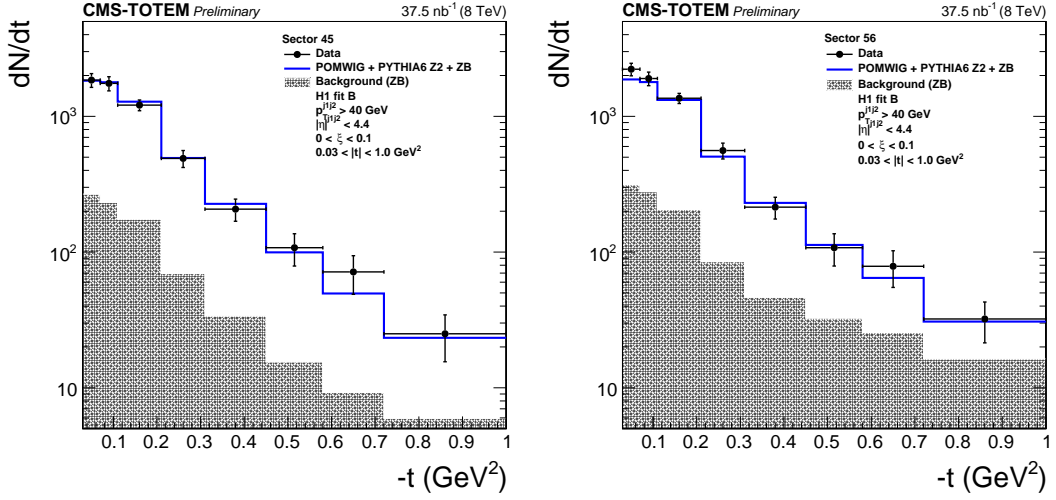 CMS-TOTEM Preliminary 37.5 nb⁻¹ (8 TeV)
dN/dt
Sector 45
Data
POMWIG + PYTHIA6 Z2 + ZB
Background (ZB)
H1 fit B
p_T^{j1j2} > 40 GeV
|η|^{j1j2} < 4.4
0 < ξ < 0.1
0.03 < |t| < 1.0 GeV²
10³
10²
10
0.1 0.2 0.3 0.4 0.5 0.6 0.7 0.8 0.9 1
-t (GeV²)
CMS-TOTEM Preliminary 37.5 nb⁻¹ (8 TeV)
dN/dt
Sector 56
Data
POMWIG + PYTHIA6 Z2 + ZB
Background (ZB)
H1 fit B
p_T^{j1j2} > 40 GeV
|η|^{j1j2} < 4.4
0 < ξ < 0.1
0.03 < |t| < 1.0 GeV²
10³
10²
10
0.1 0.2 0.3 0.4 0.5 0.6 0.7 0.8 0.9 1
-t (GeV²)